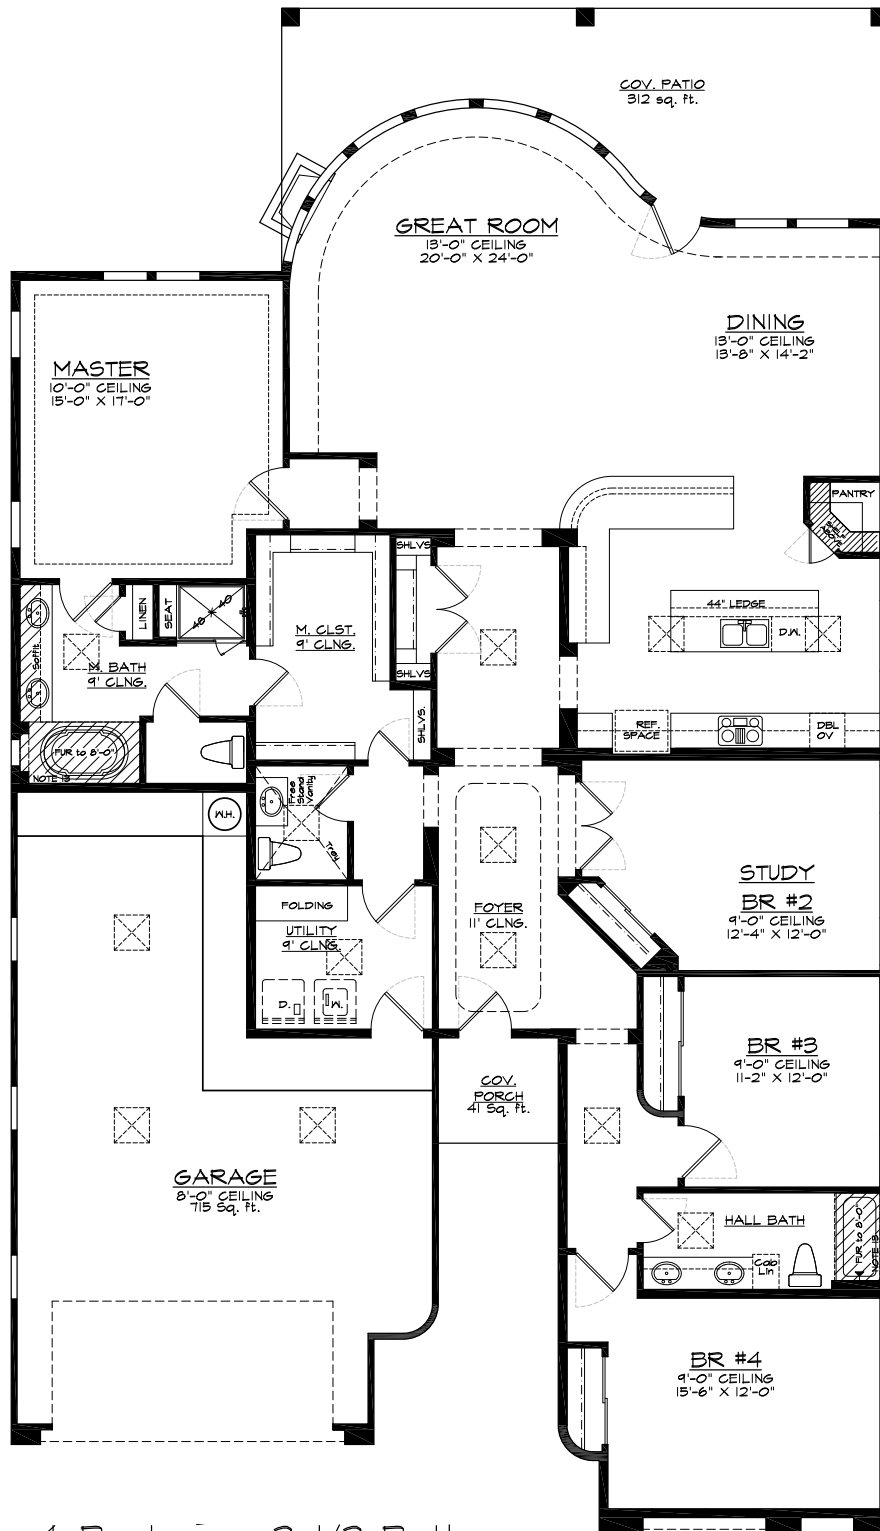 COV. PATIO
312 sq. ft.
GREAT ROOM
13'-0" CEILING
20'-0" X 24'-0"
DINING
13'-0" CEILING
13'-8" X 14'-2"
MASTER
10'-0" CEILING
15'-0" X 17'-0"
PANTRY
SHLVS
LINEN
SEAT
M. CLST.
9' CLNG.
44" LEDGE
D.W.
Soffit
M. BATH
9' CLNG.
SHLVS
SHLVS.
REF.
SPACE
DBL
OV
FUR to 8'-0"
NOTE 13
W.H.
Free
Stand
Vanity
Tray
STUDY
BR #2
9'-0" CEILING
12'-4" X 12'-0"
FOLDING
UTILITY
9' CLNG.
FOYER
11' CLNG.
D.
W.
BR #3
9'-0" CEILING
11-2" X 12'-0"
COV.
PORCH
41 Sq. ft.
GARAGE
8'-0" CEILING
715 Sq. ft.
HALL BATH
FUR to 8'-0"
NOTE 13
Cab
Lin
BR #4
9'-0" CEILING
15'-6" X 12'-0"